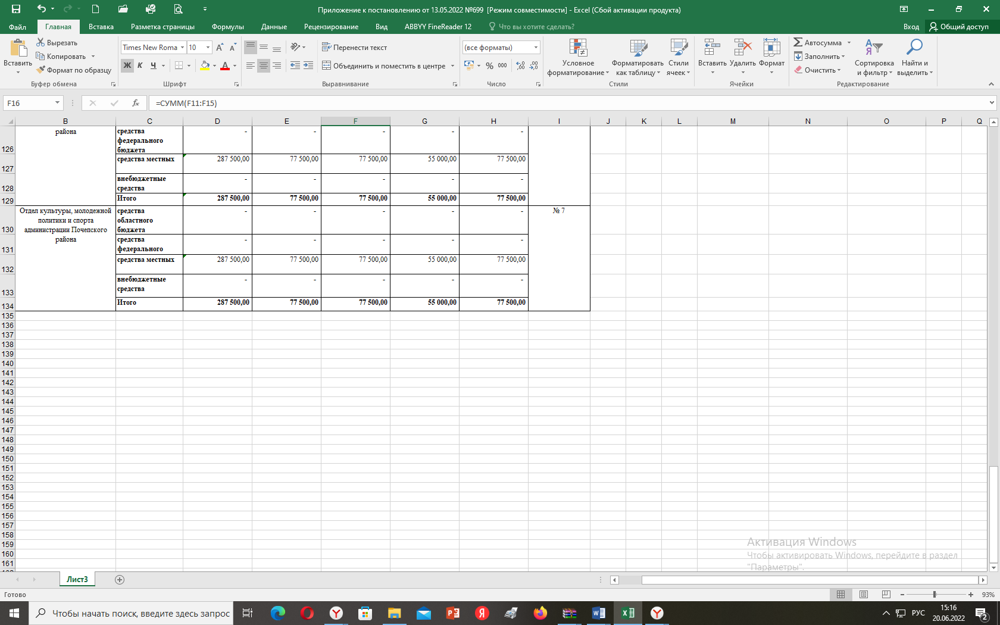 Приложение к постановлению от 13.05.2022 №699 [Режим совместимости] - Excel (Сбой активации продукта)
Файл Главная Вставка Разметка страницы Формулы Данные Рецензирование Вид ABBYY FineReader 12 Что вы хотите сделать? Вход Общий доступ
Вставить
Вырезать
Копировать
Формат по образцу
Буфер обмена
Times New Roma 10
Ж К Ч
Шрифт
Перенести текст
Объединить и поместить в центре
Выравнивание
(все форматы)
% 000
Число
Условное форматирование
Форматировать как таблицу
Стили ячеек
Стили
Вставить Удалить Формат
Ячейки
Автосумма
Заполнить
Очистить
Сортировка и фильтр
Найти и выделить
Редактирование
F16 fx =СУММ(F11:F15)
B C D E F G H I J K L M N O P Q
района
126 средства федерального бюджета - - - - -
127 средства местных 287 500,00 77 500,00 77 500,00 55 000,00 77 500,00
128 внебюджетные средства - - - - -
129 Итого 287 500,00 77 500,00 77 500,00 55 000,00 77 500,00
Отдел культуры, молодежной политики и спорта администрации Почепского района
130 средства областного бюджета - - - - - № 7
131 средства федерального - - - - -
132 средства местных 287 500,00 77 500,00 77 500,00 55 000,00 77 500,00
133 внебюджетные средства - - - - -
134 Итого 287 500,00 77 500,00 77 500,00 55 000,00 77 500,00
135
136
137
138
139
140
141
142
143
144
145
146
147
148
149
150
151
152
153
154
155
156
157
158
159
160
161
Активация Windows
Чтобы активировать Windows, перейдите в раздел
"Параметры".
Лист3
Готово 93%
Чтобы начать поиск, введите здесь запрос
РУС
15:16
20.06.2022
2